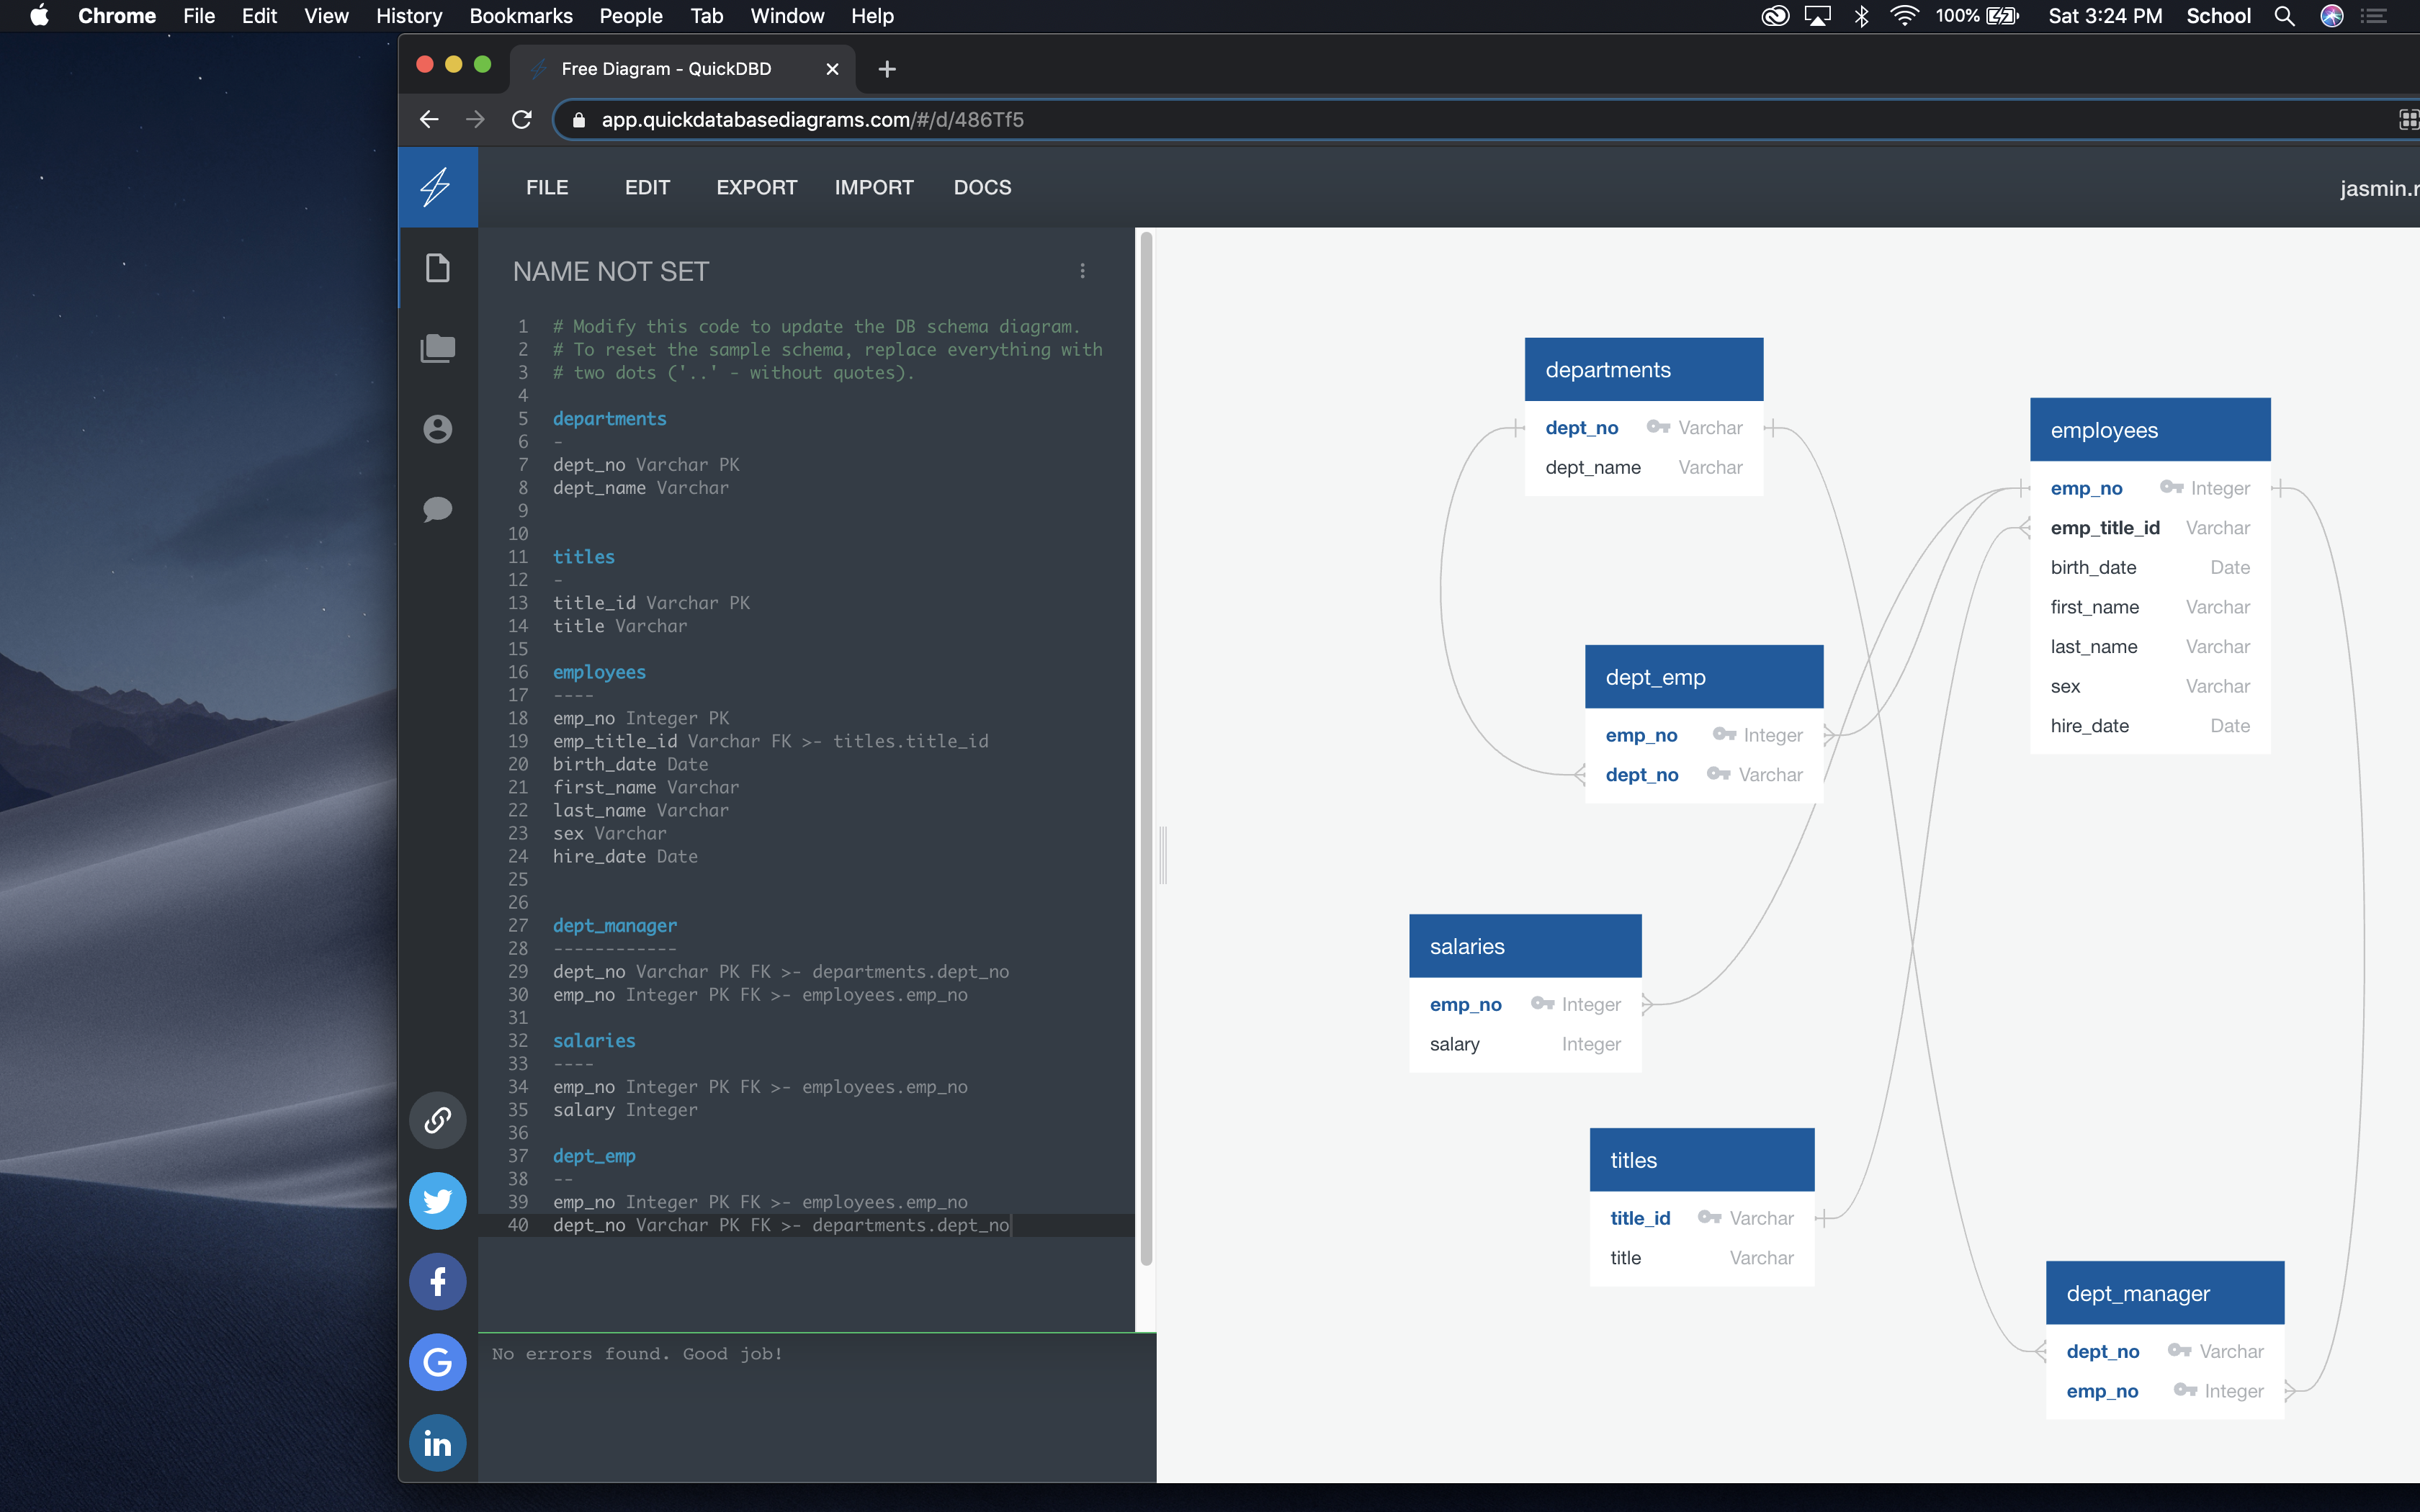 Chrome File Edit View History Bookmarks People Tab Window Help 100% Sat 3:24 PM School
Free Diagram - QuickDBD
app.quickdatabasediagrams.com/#/d/486Tf5
FILE EDIT EXPORT IMPORT DOCS jasmin.r
NAME NOT SET
1 # Modify this code to update the DB schema diagram.
2 # To reset the sample schema, replace everything with
3 # two dots ('..' - without quotes).
4
5 departments
6 -
7 dept_no Varchar PK
8 dept_name Varchar
9
10
11 titles
12 -
13 title_id Varchar PK
14 title Varchar
15
16 employees
17 ----
18 emp_no Integer PK
19 emp_title_id Varchar FK >- titles.title_id
20 birth_date Date
21 first_name Varchar
22 last_name Varchar
23 sex Varchar
24 hire_date Date
25
26
27 dept_manager
28 ------------
29 dept_no Varchar PK FK >- departments.dept_no
30 emp_no Integer PK FK >- employees.emp_no
31
32 salaries
33 ----
34 emp_no Integer PK FK >- employees.emp_no
35 salary Integer
36
37 dept_emp
38 --
39 emp_no Integer PK FK >- employees.emp_no
40 dept_no Varchar PK FK >- departments.dept_no
No errors found. Good job!
departments
dept_no Varchar
dept_name Varchar
employees
emp_no Integer
emp_title_id Varchar
birth_date Date
first_name Varchar
last_name Varchar
sex Varchar
hire_date Date
dept_emp
emp_no Integer
dept_no Varchar
salaries
emp_no Integer
salary Integer
titles
title_id Varchar
title Varchar
dept_manager
dept_no Varchar
emp_no Integer